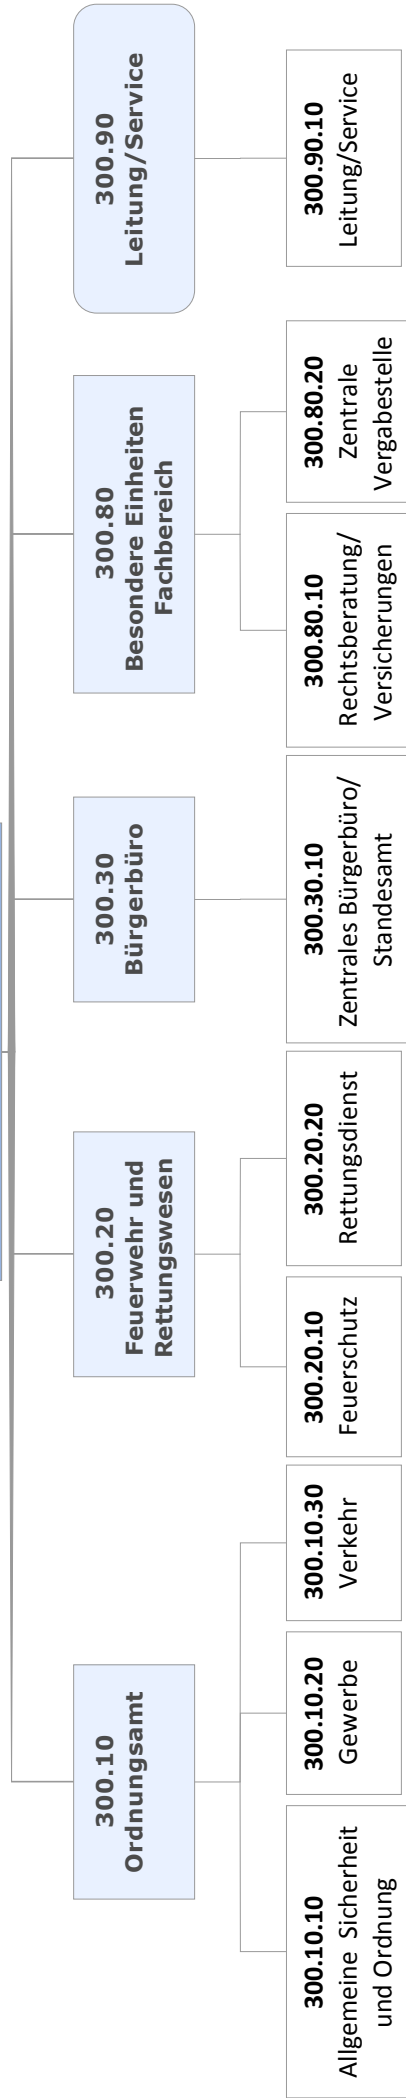 300.10
Ordnungsamt
300.20
Feuerwehr und
Rettungswesen
300.30
Bürgerbüro
300.80
Besondere Einheiten
Fachbereich
300.90
Leitung/Service
300.10.10
Allgemeine Sicherheit
und Ordnung
300.10.20
Gewerbe
300.10.30
Verkehr
300.20.10
Feuerschutz
300.20.20
Rettungsdienst
300.30.10
Zentrales Bürgerbüro/
Standesamt
300.80.10
Rechtsberatung/
Versicherungen
300.80.20
Zentrale
Vergabestelle
300.90.10
Leitung/Service